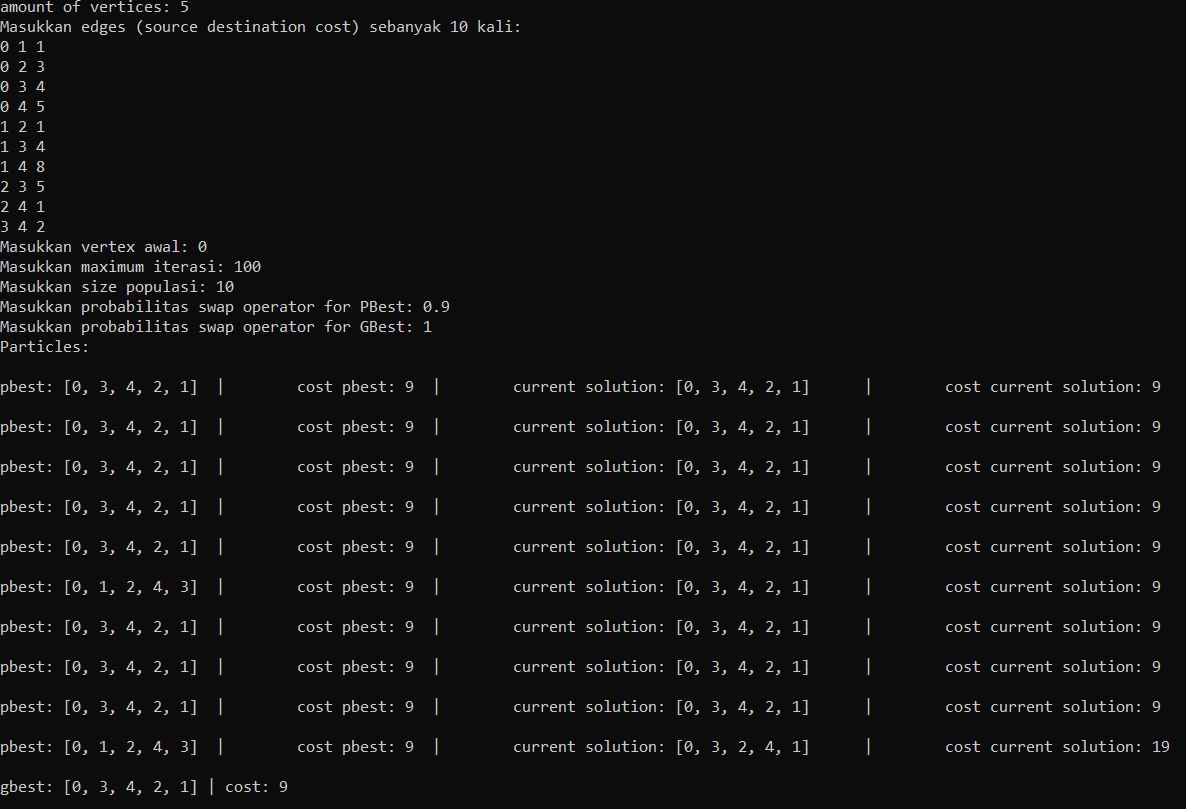 amount of vertices: 5
Masukkan edges (source destination cost) sebanyak 10 kali:
0 1 1
0 2 3
0 3 4
0 4 5
1 2 1
1 3 4
1 4 8
2 3 5
2 4 1
3 4 2
Masukkan vertex awal: 0
Masukkan maximum iterasi: 100
Masukkan size populasi: 10
Masukkan probabilitas swap operator for PBest: 0.9
Masukkan probabilitas swap operator for GBest: 1
Particles:
pbest: [0, 3, 4, 2, 1] | cost pbest: 9 | current solution: [0, 3, 4, 2, 1] | cost current solution: 9
pbest: [0, 3, 4, 2, 1] | cost pbest: 9 | current solution: [0, 3, 4, 2, 1] | cost current solution: 9
pbest: [0, 3, 4, 2, 1] | cost pbest: 9 | current solution: [0, 3, 4, 2, 1] | cost current solution: 9
pbest: [0, 3, 4, 2, 1] | cost pbest: 9 | current solution: [0, 3, 4, 2, 1] | cost current solution: 9
pbest: [0, 3, 4, 2, 1] | cost pbest: 9 | current solution: [0, 3, 4, 2, 1] | cost current solution: 9
pbest: [0, 1, 2, 4, 3] | cost pbest: 9 | current solution: [0, 3, 4, 2, 1] | cost current solution: 9
pbest: [0, 3, 4, 2, 1] | cost pbest: 9 | current solution: [0, 3, 4, 2, 1] | cost current solution: 9
pbest: [0, 3, 4, 2, 1] | cost pbest: 9 | current solution: [0, 3, 4, 2, 1] | cost current solution: 9
pbest: [0, 3, 4, 2, 1] | cost pbest: 9 | current solution: [0, 3, 4, 2, 1] | cost current solution: 9
pbest: [0, 1, 2, 4, 3] | cost pbest: 9 | current solution: [0, 3, 2, 4, 1] | cost current solution: 19
gbest: [0, 3, 4, 2, 1] | cost: 9